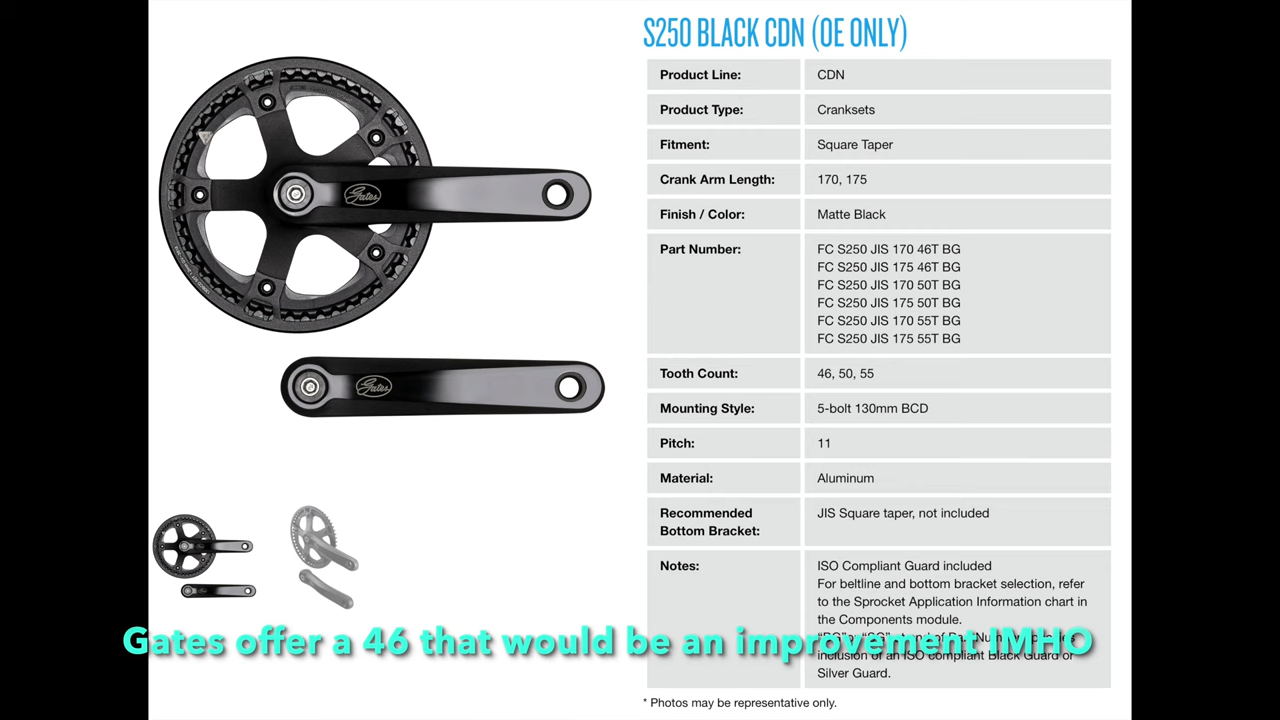 S250 BLACK CDN (OE ONLY)
Product Line: CDN
Product Type: Cranksets
Fitment: Square Taper
Crank Arm Length: 170, 175
Finish / Color: Matte Black
Part Number: FC S250 JIS 170 46T BG
FC S250 JIS 175 46T BG
FC S250 JIS 170 50T BG
FC S250 JIS 175 50T BG
FC S250 JIS 170 55T BG
FC S250 JIS 175 55T BG
Tooth Count: 46, 50, 55
Mounting Style: 5-bolt 130mm BCD
Pitch: 11
Material: Aluminum
Recommended
Bottom Bracket: JIS Square taper, not included
Notes: ISO Compliant Guard included
For beltline and bottom bracket selection, refer
to the Sprocket Application Information chart in
the Components module.
inclusion of an ISO compliant Black Guard or
Silver Guard.
* Photos may be representative only.
Gates
Gates
Gates offer a 46 that would be an improvement IMHO